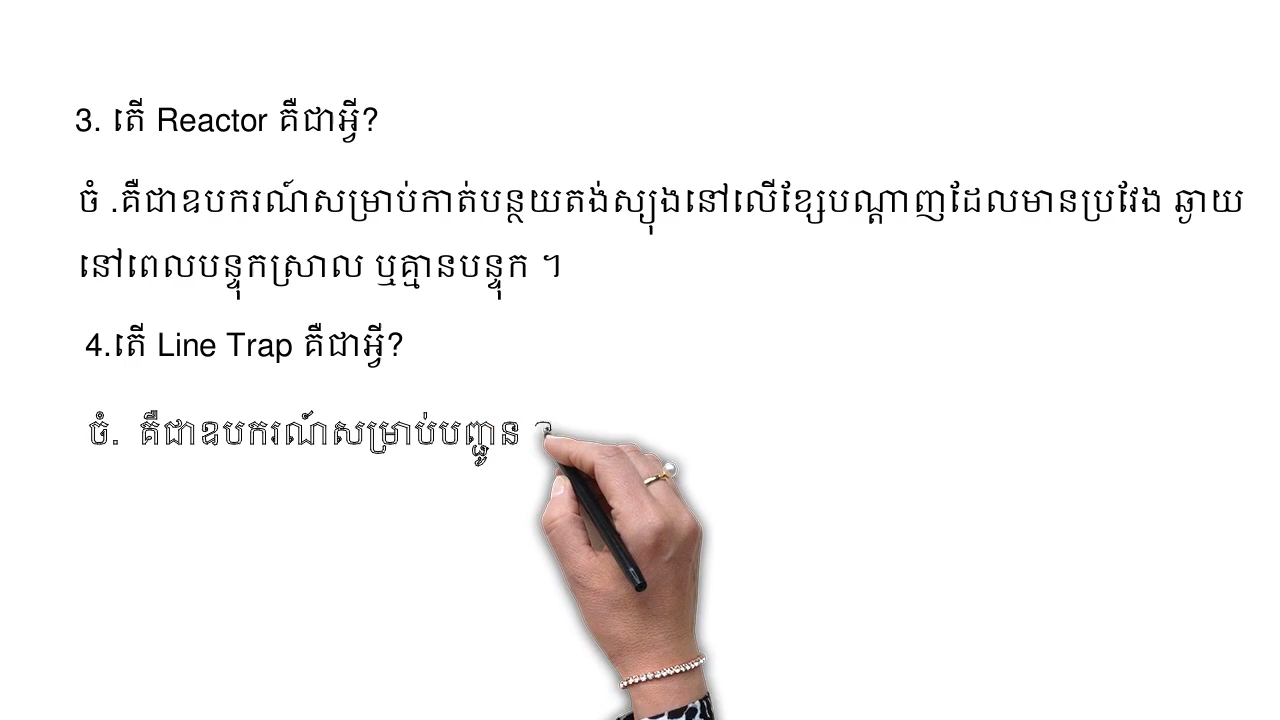 3. តើ Reactor គឺជាអ្វី?
ចំ .គឺជាឧបករណ៍សម្រាប់កាត់បន្ថយតង់ស្យុងនៅលើខ្សែបណ្តាញដែលមានប្រវែង ឆ្ងាយ
នៅពេលបន្ទុកស្រាល ឬគ្មានបន្ទុក ។
4.តើ Line Trap គឺជាអ្វី?
ចំ. គឺជាឧបករណ៍សម្រាប់បញ្ជូន